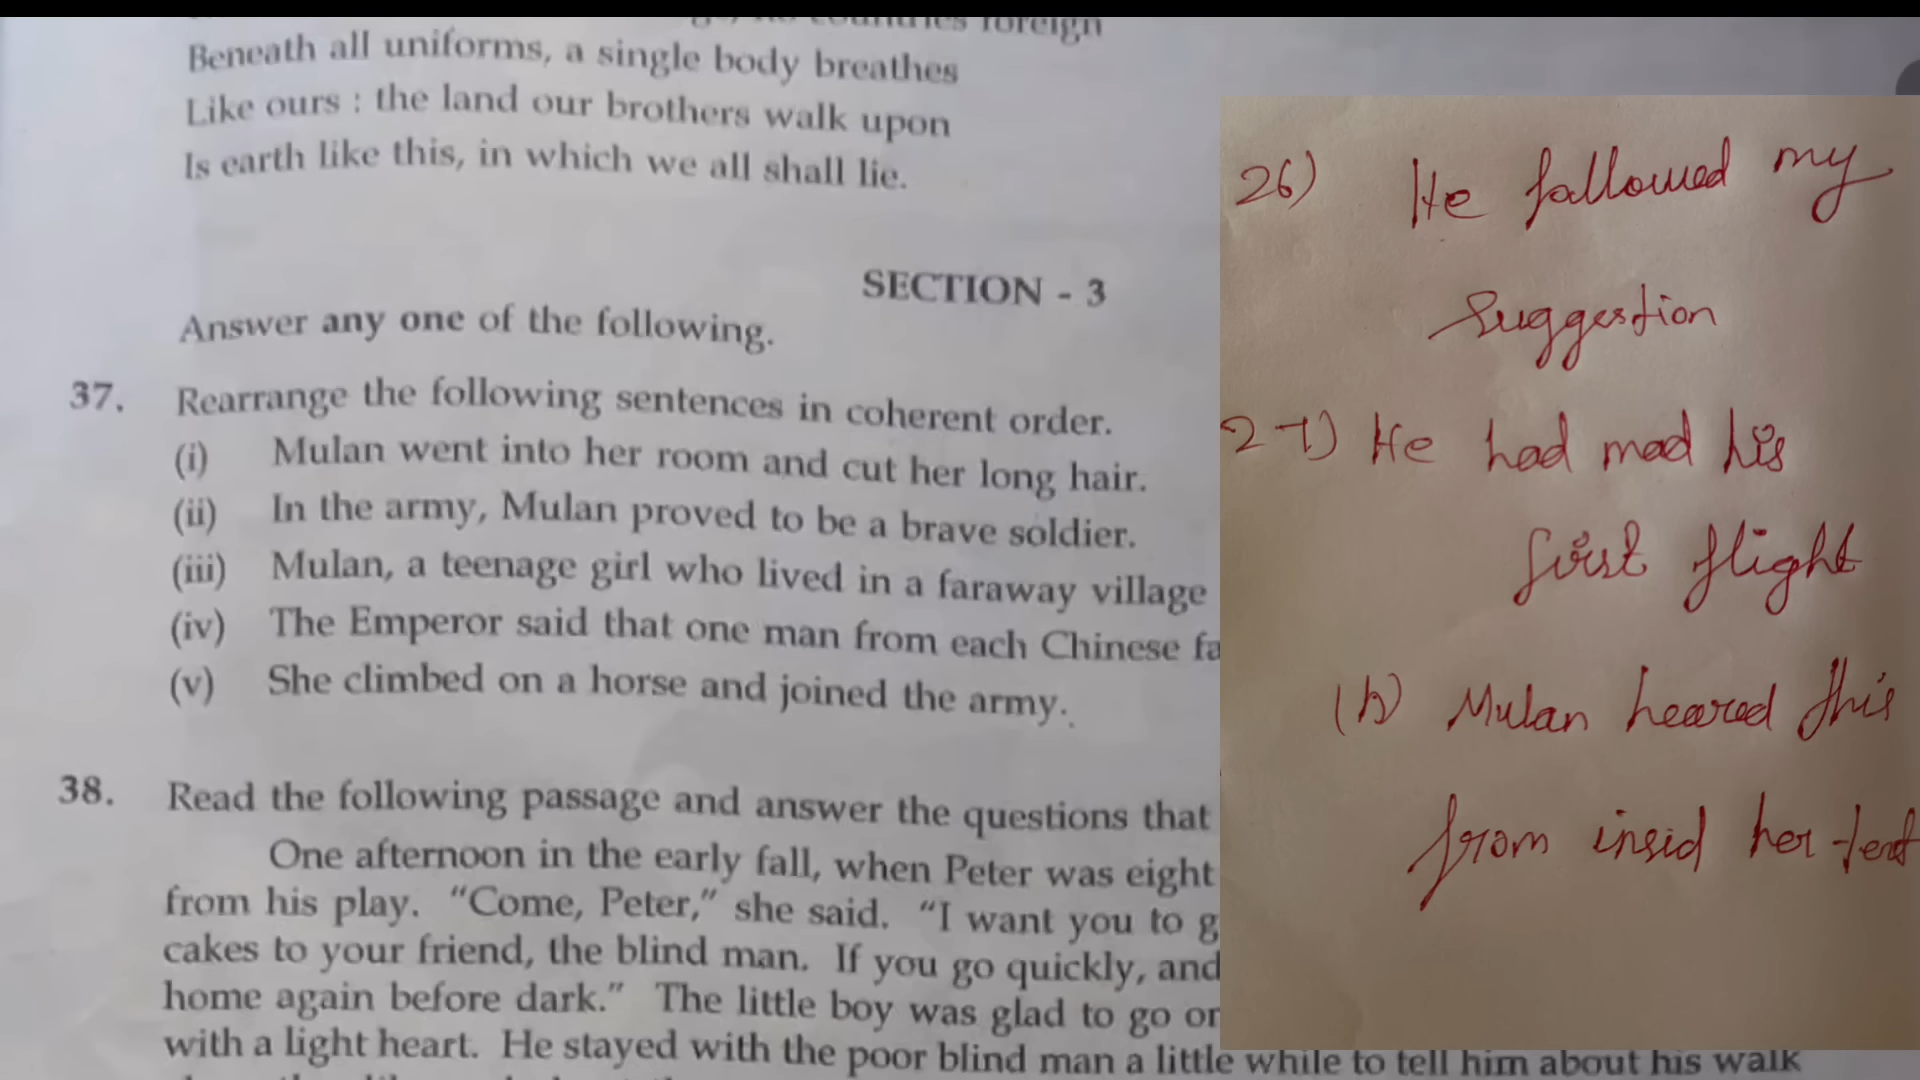 countries foreign
Beneath all uniforms, a single body breathes
Like ours : the land our brothers walk upon
Is earth like this, in which we all shall lie.
SECTION - 3
Answer any one of the following.
37. Rearrange the following sentences in coherent order.
(i) Mulan went into her room and cut her long hair.
(ii) In the army, Mulan proved to be a brave soldier.
(iii) Mulan, a teenage girl who lived in a faraway village
(iv) The Emperor said that one man from each Chinese fa
(v) She climbed on a horse and joined the army.
38. Read the following passage and answer the questions that
One afternoon in the early fall, when Peter was eight
from his play. "Come, Peter," she said. "I want you to g
cakes to your friend, the blind man. If you go quickly, and
home again before dark." The little boy was glad to go or
with a light heart. He stayed with the poor blind man a little while to tell him about his walk
26) He followed my
suggestion
27) He had mad his
first flight
Mulan heared this
from insid her tent